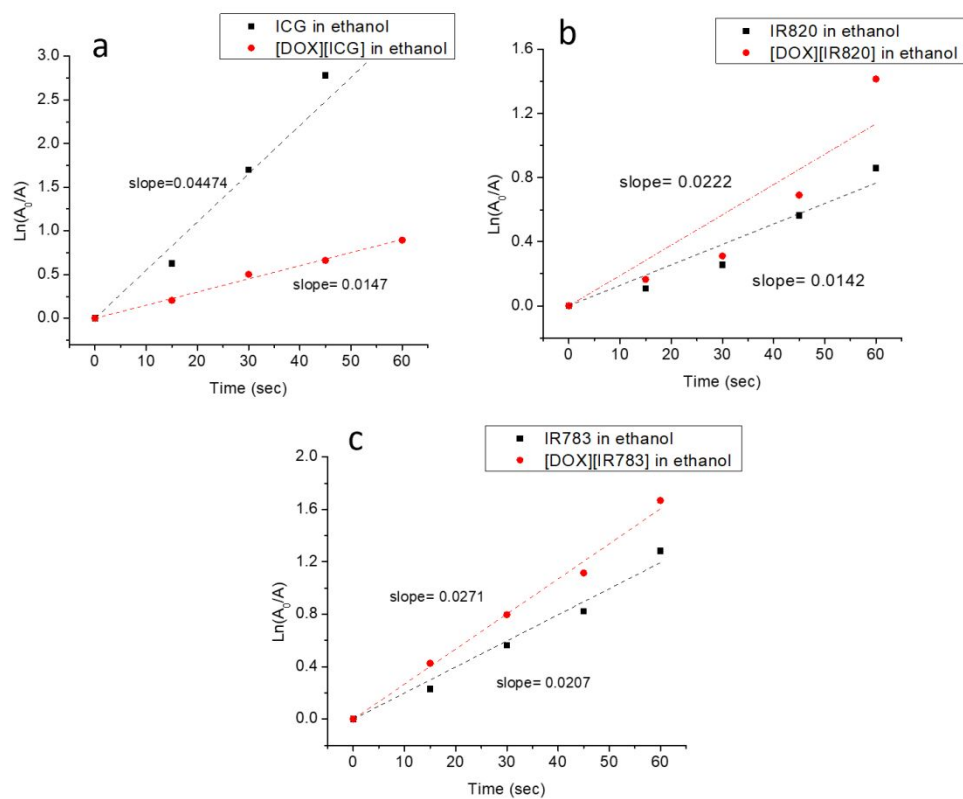 a
ICG in ethanol
[DOX][ICG] in ethanol
Ln(A₀/A)
3.0
2.5
2.0
1.5
1.0
0.5
0.0
slope=0.04474
slope= 0.0147
0 10 20 30 40 50 60
Time (sec)
b
IR820 in ethanol
[DOX][IR820] in ethanol
Ln(A₀/A)
1.6
1.2
0.8
0.4
0.0
slope= 0.0222
slope= 0.0142
0 10 20 30 40 50 60
Time (sec)
c
IR783 in ethanol
[DOX][IR783] in ethanol
Ln(A₀/A)
2.0
1.6
1.2
0.8
0.4
0.0
slope= 0.0271
slope= 0.0207
0 10 20 30 40 50 60
Time (sec)